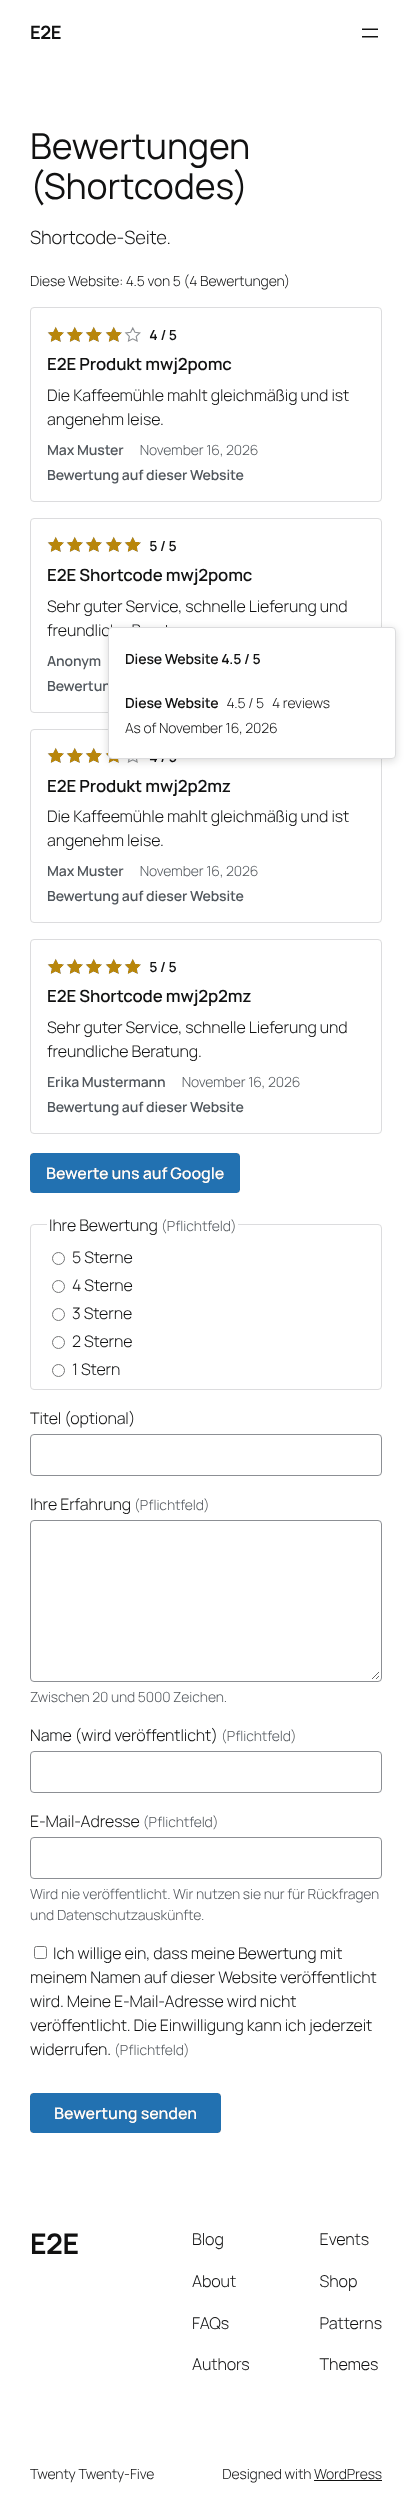 E2E
Bewertungen
(Shortcodes)
Shortcode-Seite.
Diese Website: 4.5 von 5 (4 Bewertungen)
4 / 5
E2E Produkt mwj2pomc
Die Kaffeemühle mahlt gleichmäßig und ist
angenehm leise.
Max Muster November 16, 2026
Bewertung auf dieser Website
5 / 5
E2E Shortcode mwj2pomc
Sehr guter Service, schnelle Lieferung und
Anonym
Diese Website 4.5 / 5
Diese Website 4.5 / 5 4 reviews
As of November 16, 2026
E2E Produkt mwj2p2mz
Die Kaffeemühle mahlt gleichmäßig und ist
angenehm leise.
Max Muster November 16, 2026
Bewertung auf dieser Website
5 / 5
E2E Shortcode mwj2p2mz
Sehr guter Service, schnelle Lieferung und
freundliche Beratung.
Erika Mustermann November 16, 2026
Bewertung auf dieser Website
Bewerte uns auf Google
Ihre Bewertung (Pflichtfeld)
5 Sterne
4 Sterne
3 Sterne
2 Sterne
1 Stern
Titel (optional)
Ihre Erfahrung (Pflichtfeld)
Zwischen 20 und 5000 Zeichen.
Name (wird veröffentlicht) (Pflichtfeld)
E-Mail-Adresse (Pflichtfeld)
Wird nie veröffentlicht. Wir nutzen sie nur für Rückfragen
und Datenschutzauskünfte.
Ich willige ein, dass meine Bewertung mit
meinem Namen auf dieser Website veröffentlicht
wird. Meine E-Mail-Adresse wird nicht
veröffentlicht. Die Einwilligung kann ich jederzeit
widerrufen. (Pflichtfeld)
Bewertung senden
E2E
Blog
About
FAQs
Authors
Events
Shop
Patterns
Themes
Twenty Twenty-Five
Designed with WordPress